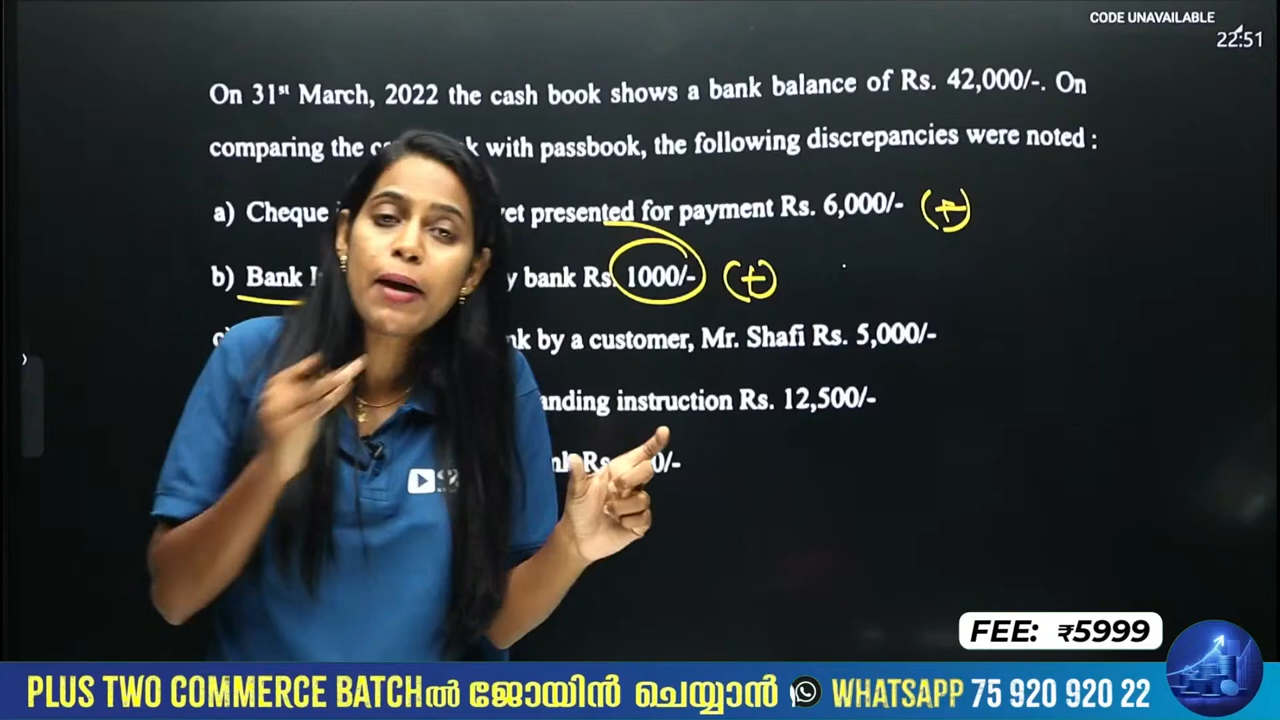 CODE UNAVAILABLE
22:51
On 31st March, 2022 the cash book shows a bank balance of Rs. 42,000/-. On
comparing the with passbook, the following discrepancies were noted :
a) Cheque yet presented for payment Rs. 6,000/- (+)
b) Bank bank Rs. 1000/- (+)
by a customer, Mr. Shafi Rs. 5,000/-
instruction Rs. 12,500/-
Rs.
FEE: ₹5999
PLUS TWO COMMERCE BATCHൽ ജോയിൻ ചെയ്യാൻ WHATSAPP 75 920 920 22